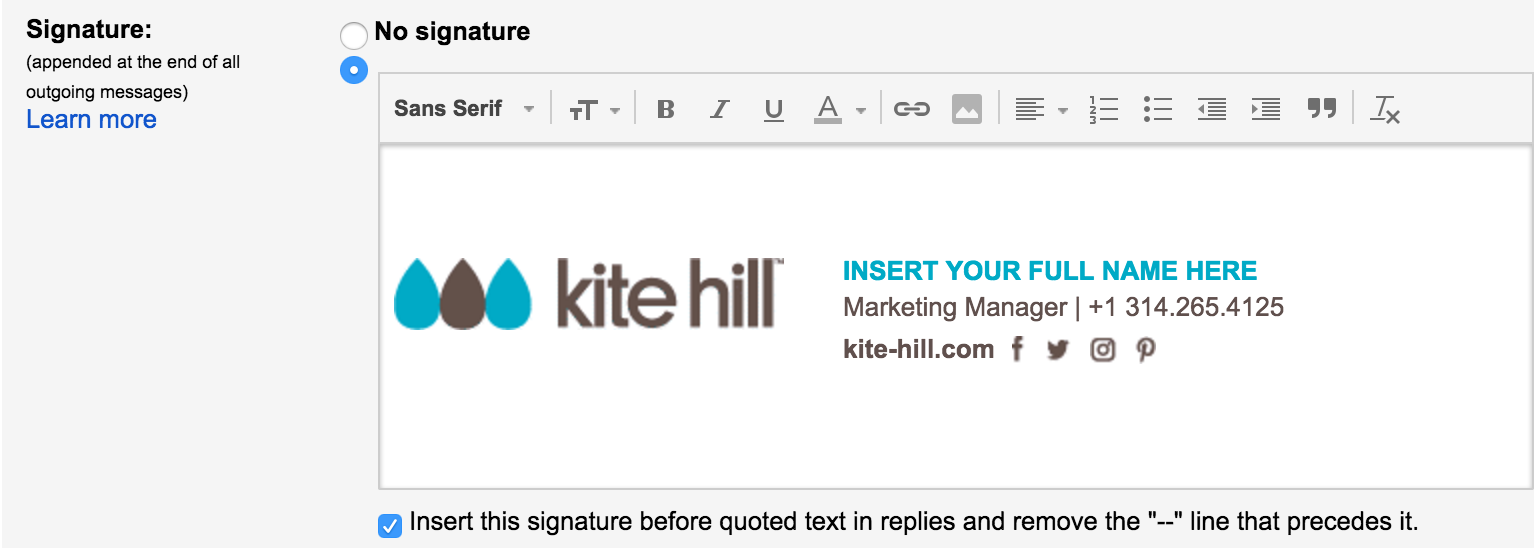 Signature:
(appended at the end of all
outgoing messages)
Learn more
No signature
Sans Serif
kite hill™
INSERT YOUR FULL NAME HERE
Marketing Manager | +1 314.265.4125
kite-hill.com
Insert this signature before quoted text in replies and remove the "--" line that precedes it.